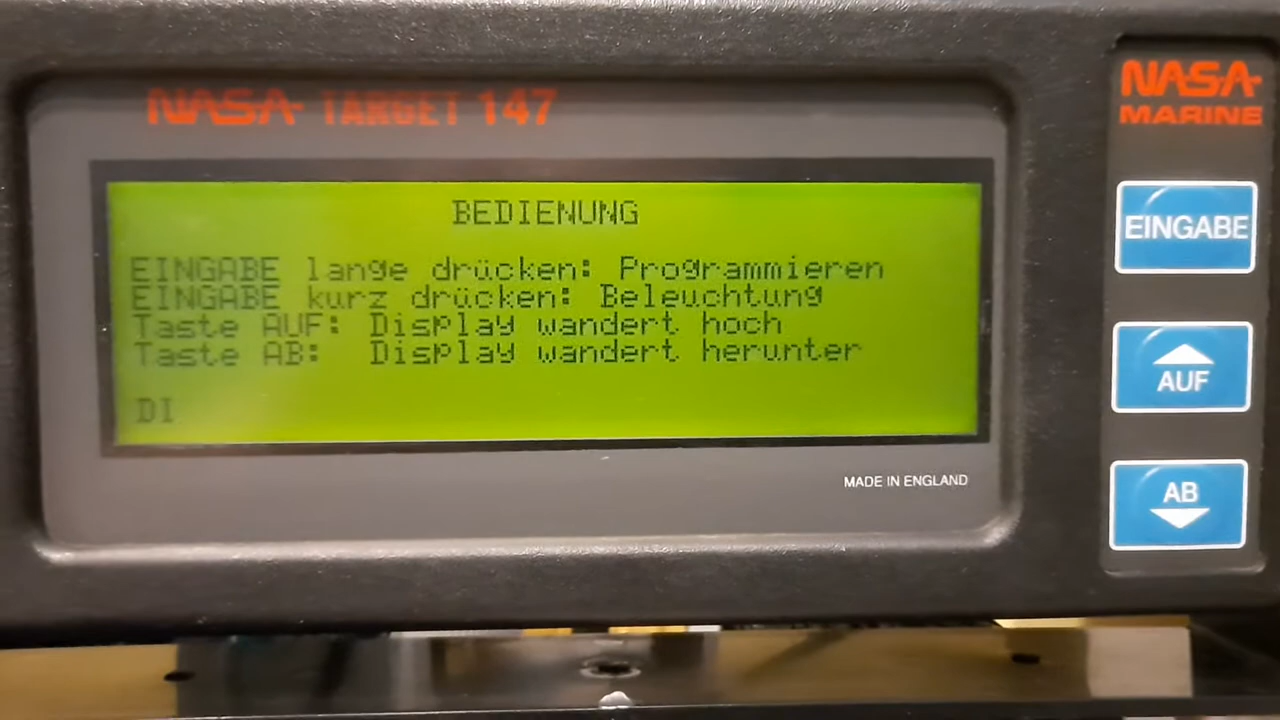 NASA TARGET 147
BEDIENUNG
EINGABE lange drücken: Programmieren
EINGABE kurz drücken: Beleuchtung
Taste AUF: Display wandert hoch
Taste AB: Display wandert herunter
DI
MADE IN ENGLAND
NASA
MARINE
EINGABE
AUF
AB